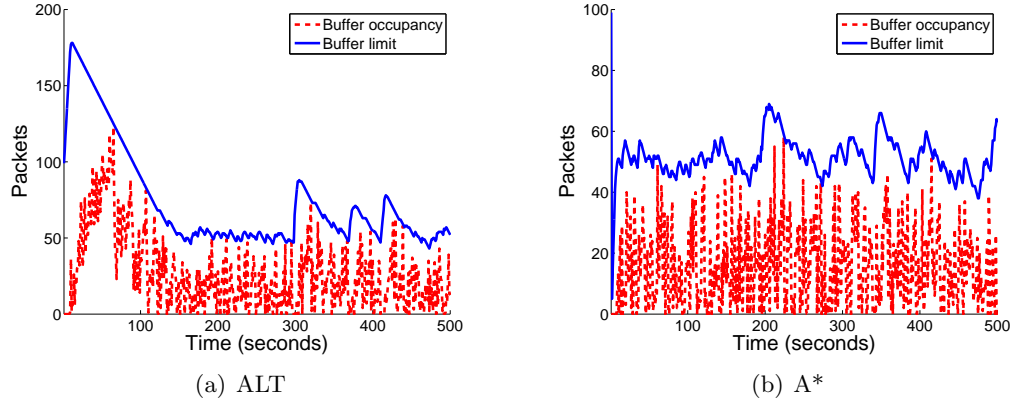 200
150
100
50
0
Packets
100 200 300 400 500
Time (seconds)
Buffer occupancy
Buffer limit
(a) ALT
100
80
60
40
20
0
Packets
100 200 300 400 500
Time (seconds)
Buffer occupancy
Buffer limit
(b) A*